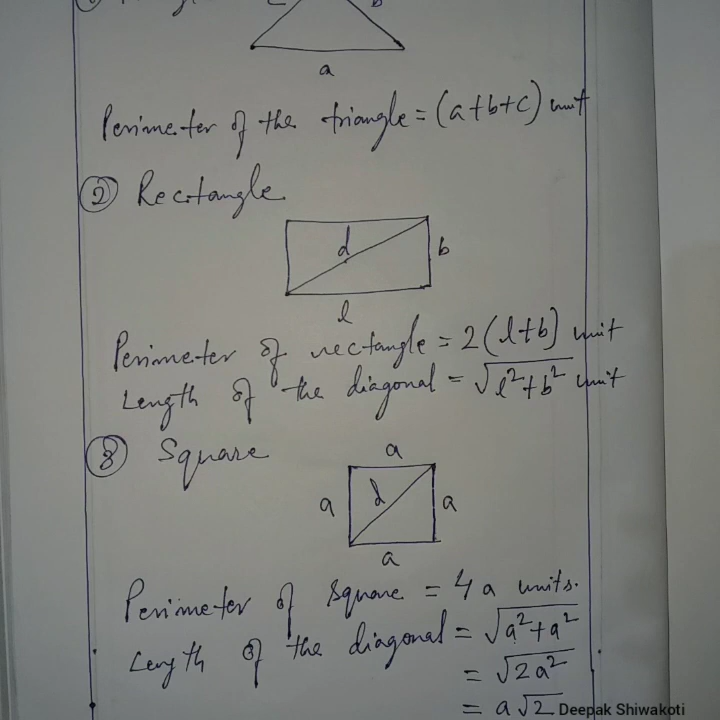 c b
a
Perimeter of the triangle = (a+b+c) unit
② Rectangle
d
b
l
Perimeter of rectangle = 2(l+b) unit
Length of the diagonal = √l²+b² unit
③ Square
a
a d a
a
Perimeter of square = 4a units.
Length of the diagonal = √a²+a²
= √2a²
= a√2
Deepak Shiwakoti